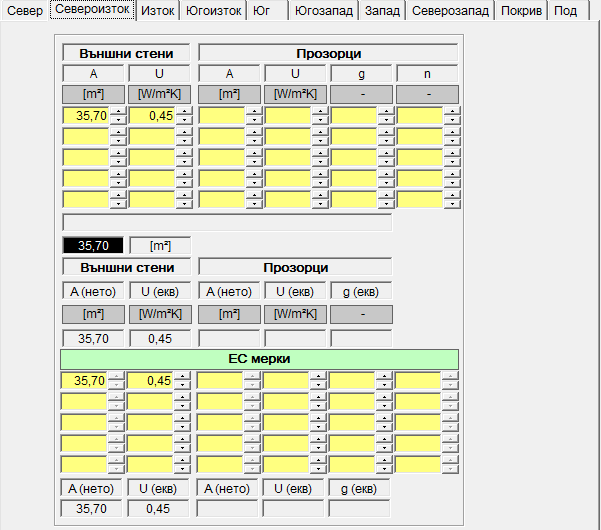 Север Североизток Изток Югоизток Юг Югозапад Запад Северозапад Покрив Под
Външни стени Прозорци
A U A U g n
[m²] [W/m²K] [m²] [W/m²K] - -
35,70 0,45
35,70 [m²]
Външни стени Прозорци
A (нето) U (екв) A (нето) U (екв) g (екв)
[m²] [W/m²K] [m²] [W/m²K] -
35,70 0,45
ЕС мерки
35,70 0,45
A (нето) U (екв) A (нето) U (екв) g (екв)
35,70 0,45